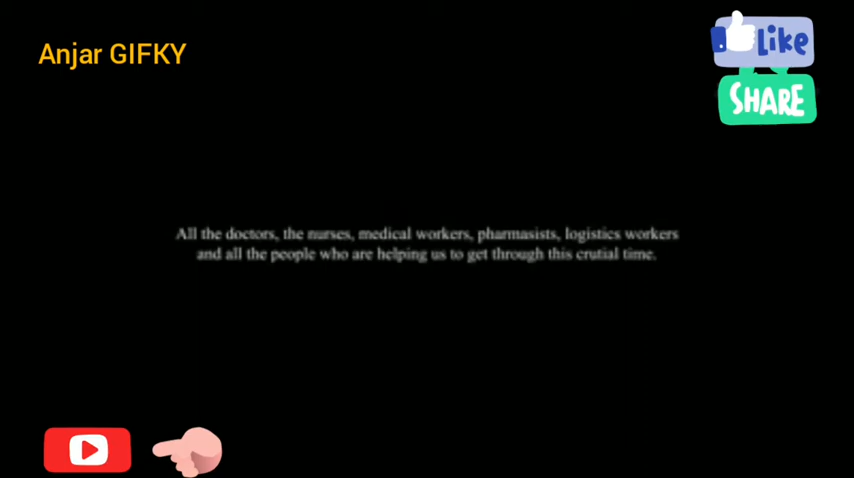 Anjar GIFKY
Like
SHARE
All the doctors, the nurses, medical workers, pharmasists, logistics workers
and all the people who are helping us to get through this crutial time.